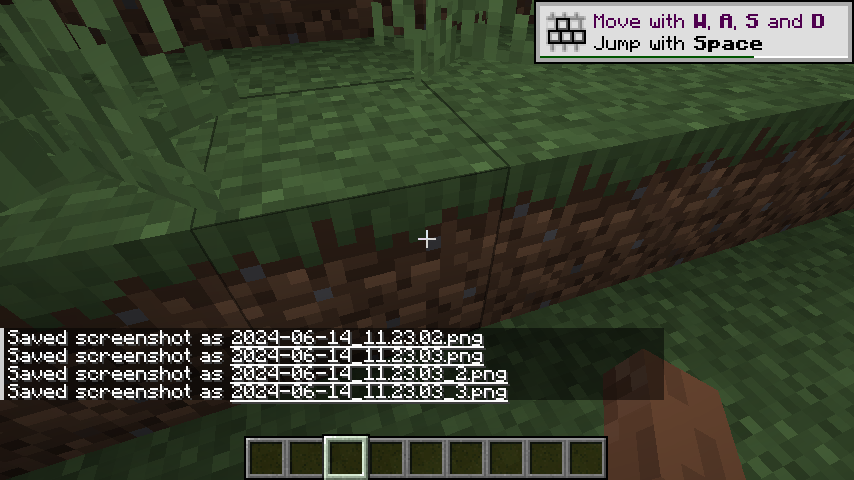 Move with W, A, S and D
Jump with Space
Saved screenshot as 2024-06-14_11.23.02.png
Saved screenshot as 2024-06-14_11.23.03.png
Saved screenshot as 2024-06-14_11.23.03_2.png
Saved screenshot as 2024-06-14_11.23.03_3.png